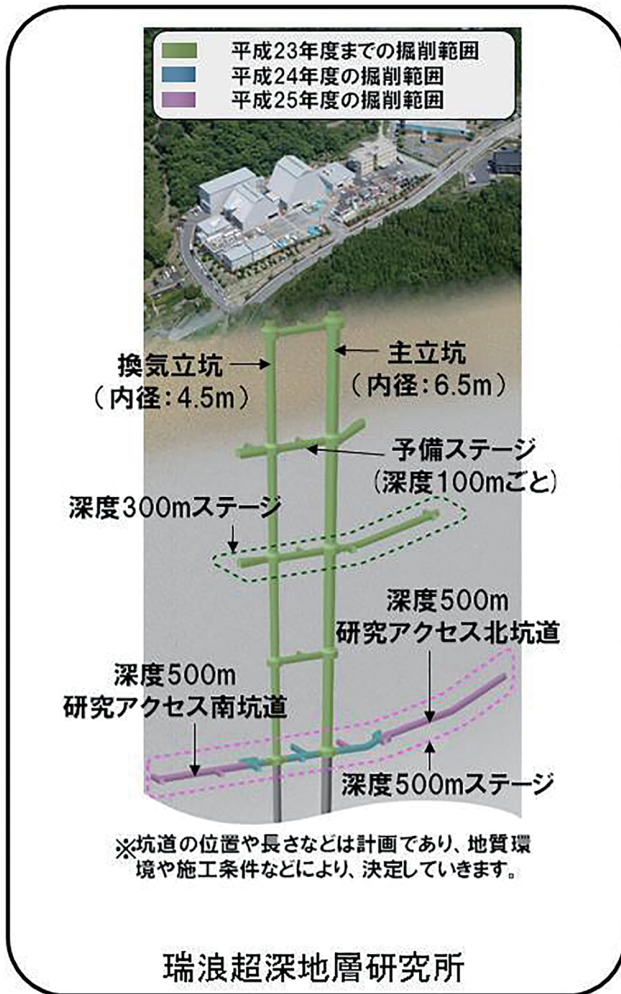 平成23年度までの掘削範囲
平成24年度の掘削範囲
平成25年度の掘削範囲
換気立坑
(内径:4.5m)
主立坑
(内径:6.5m)
予備ステージ
(深度100mごと)
深度300mステージ
深度500m
研究アクセス北坑道
深度500m
研究アクセス南坑道
深度500mステージ
※坑道の位置や長さなどは計画であり、地質環
境や施工条件などにより、決定していきます。
瑞浪超深地層研究所